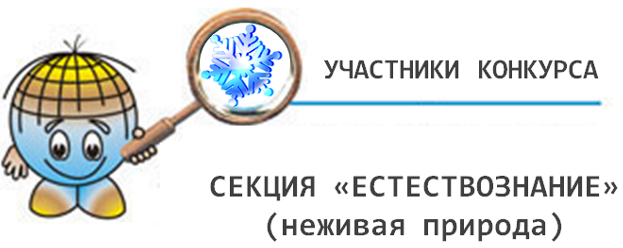 УЧАСТНИКИ КОНКУРСА
СЕКЦИЯ «ЕСТЕСТВОЗНАНИЕ»
(неживая природа)